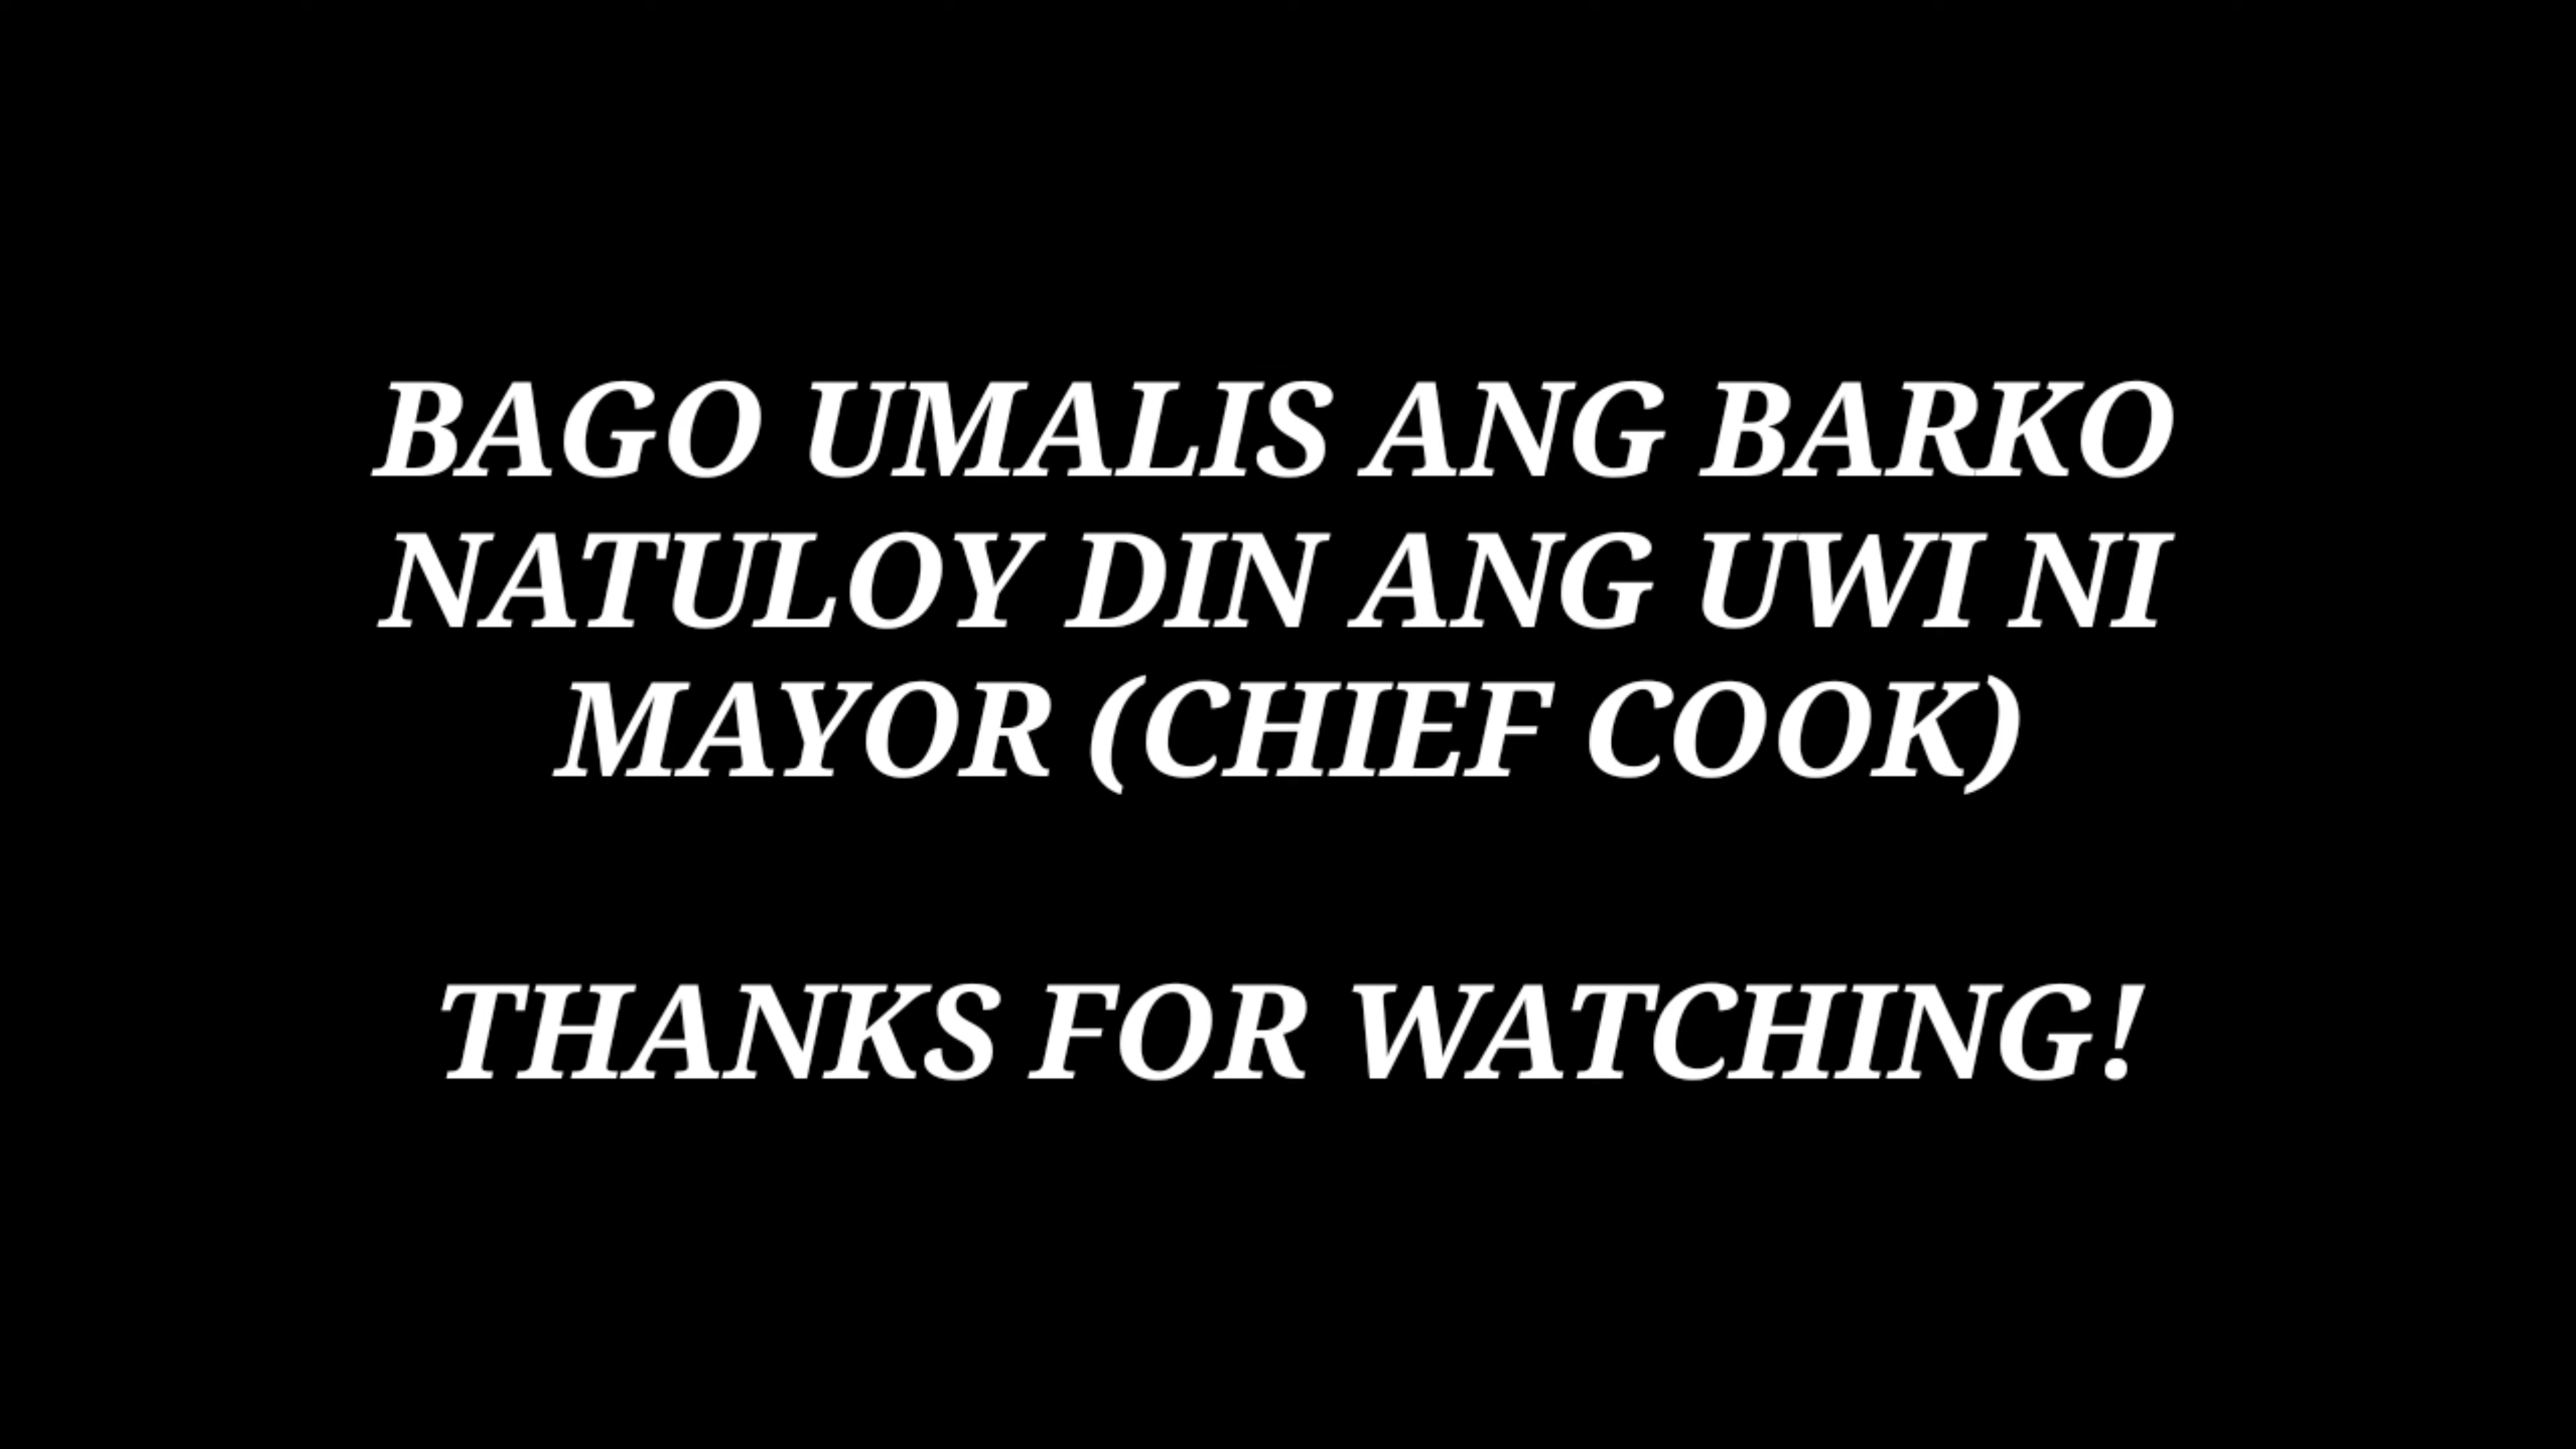 BAGO UMALIS ANG BARKO
NATULOY DIN ANG UWI NI
MAYOR (CHIEF COOK)
THANKS FOR WATCHING!